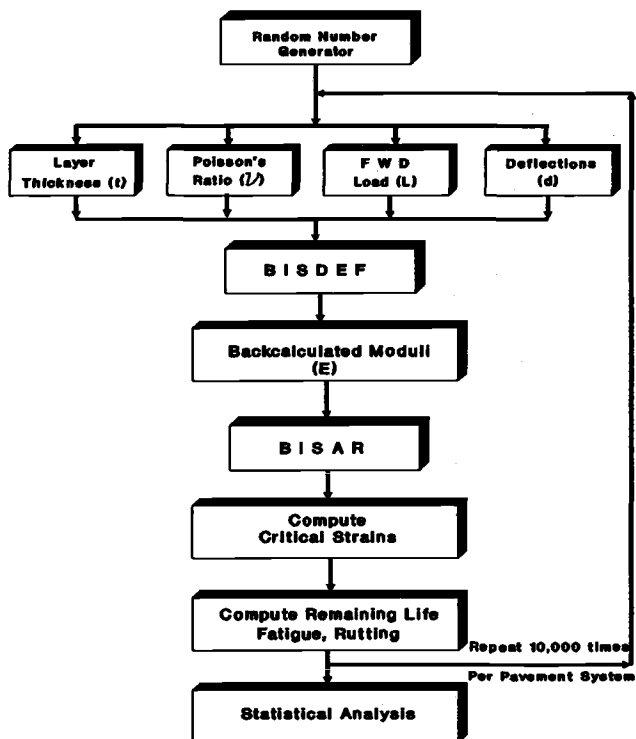 Random Number
Generator
Layer
Thickness (t)
Poisson's
Ratio (𝜈)
F W D
Load (L)
Deflections
(d)
B I S D E F
Backcalculated Moduli
(E)
B I S A R
Compute
Critical Strains
Compute Remaining Life
Fatigue, Rutting
Repeat 10,000 times
Per Pavement System
Statistical Analysis